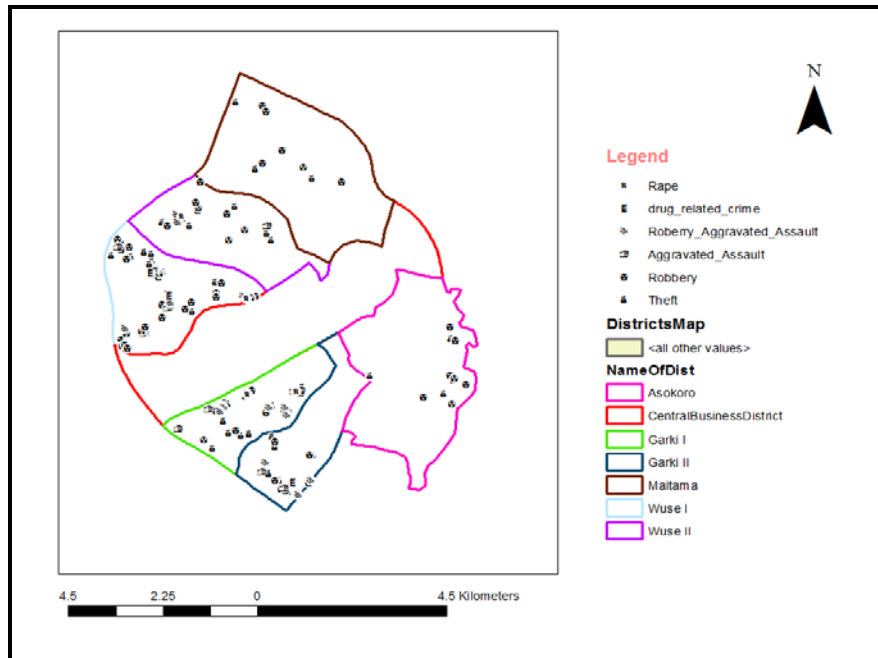 N
Legend
Rape
drug_related_crime
Roberry_Aggravated_Assault
Aggravated_Assault
Robbery
Theft
DistrictsMap
<all other values>
NameOfDist
Asokoro
CentralBusinessDistrict
Garki I
Garki II
Maitama
Wuse I
Wuse II
4.5 2.25 0 4.5 Kilometers